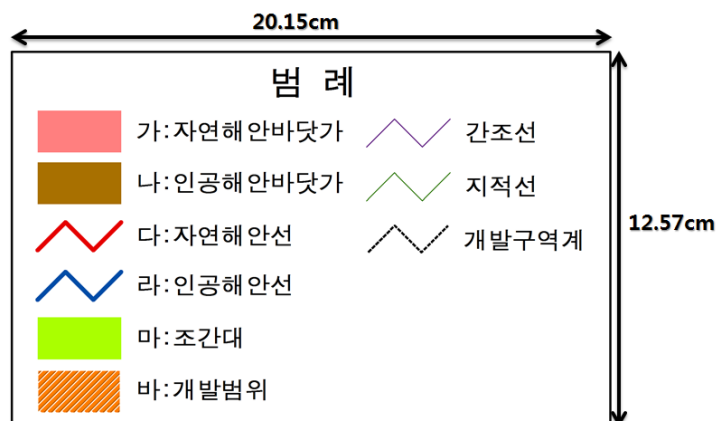 20.15cm
범 례
가:자연해안바닷가
나:인공해안바닷가
다:자연해안선
라:인공해안선
마:조간대
바:개발범위
간조선
지적선
개발구역계
12.57cm